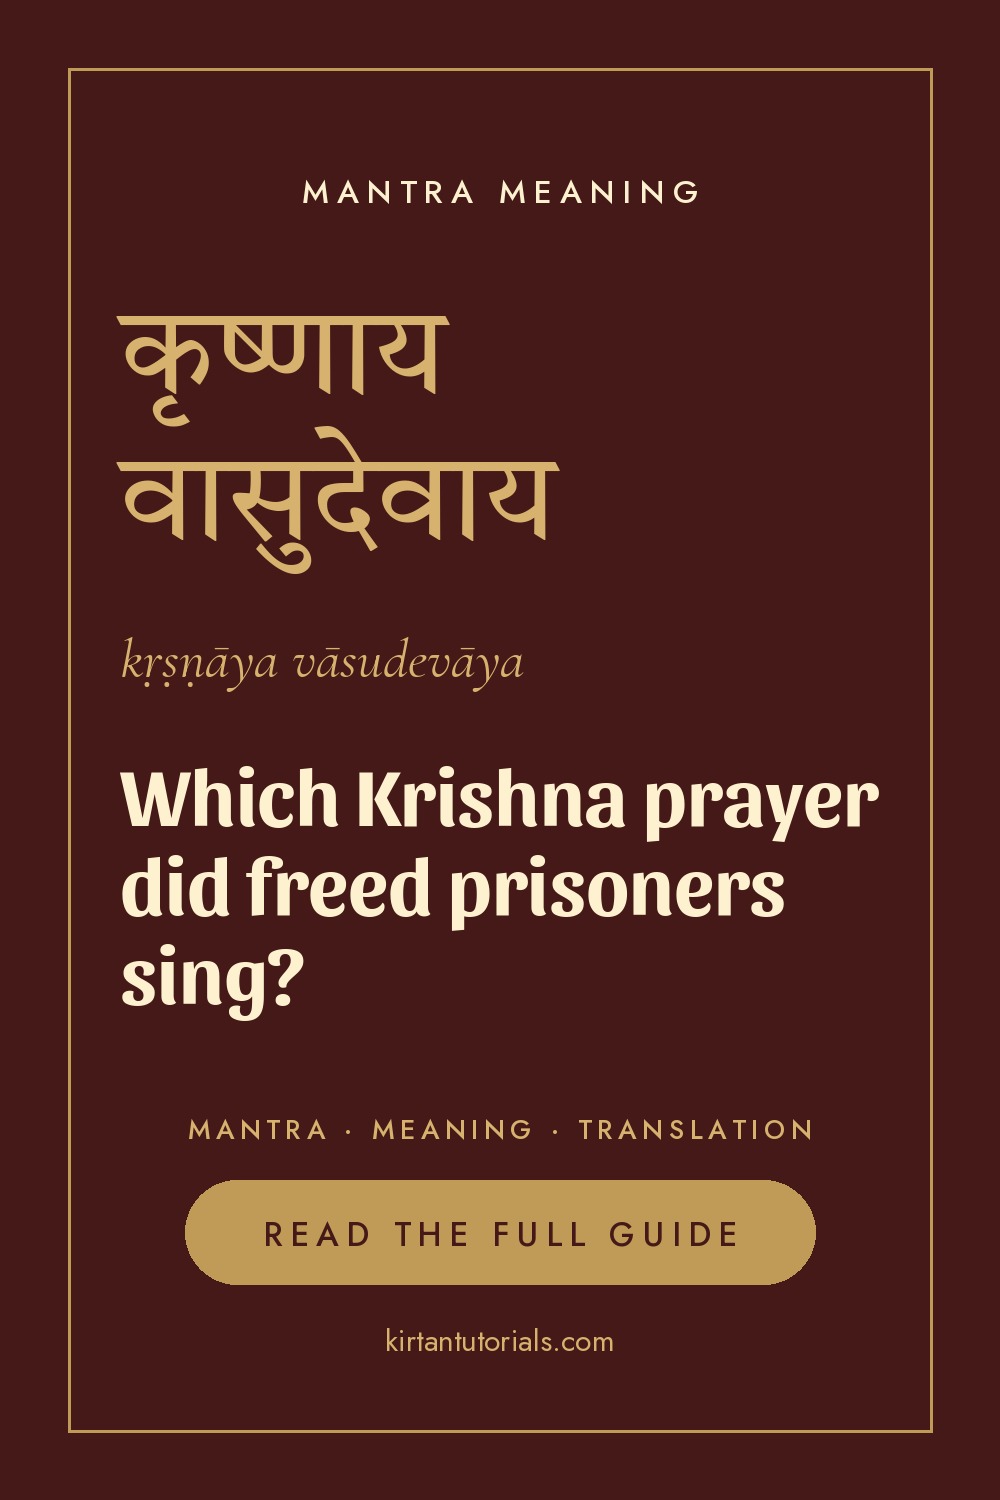 MANTRA MEANING
कृष्णाय
वासुदेवाय
kṛṣṇāya vāsudevāya
Which Krishna prayer
did freed prisoners
sing?
MANTRA · MEANING · TRANSLATION
READ THE FULL GUIDE
kirtantutorials.com